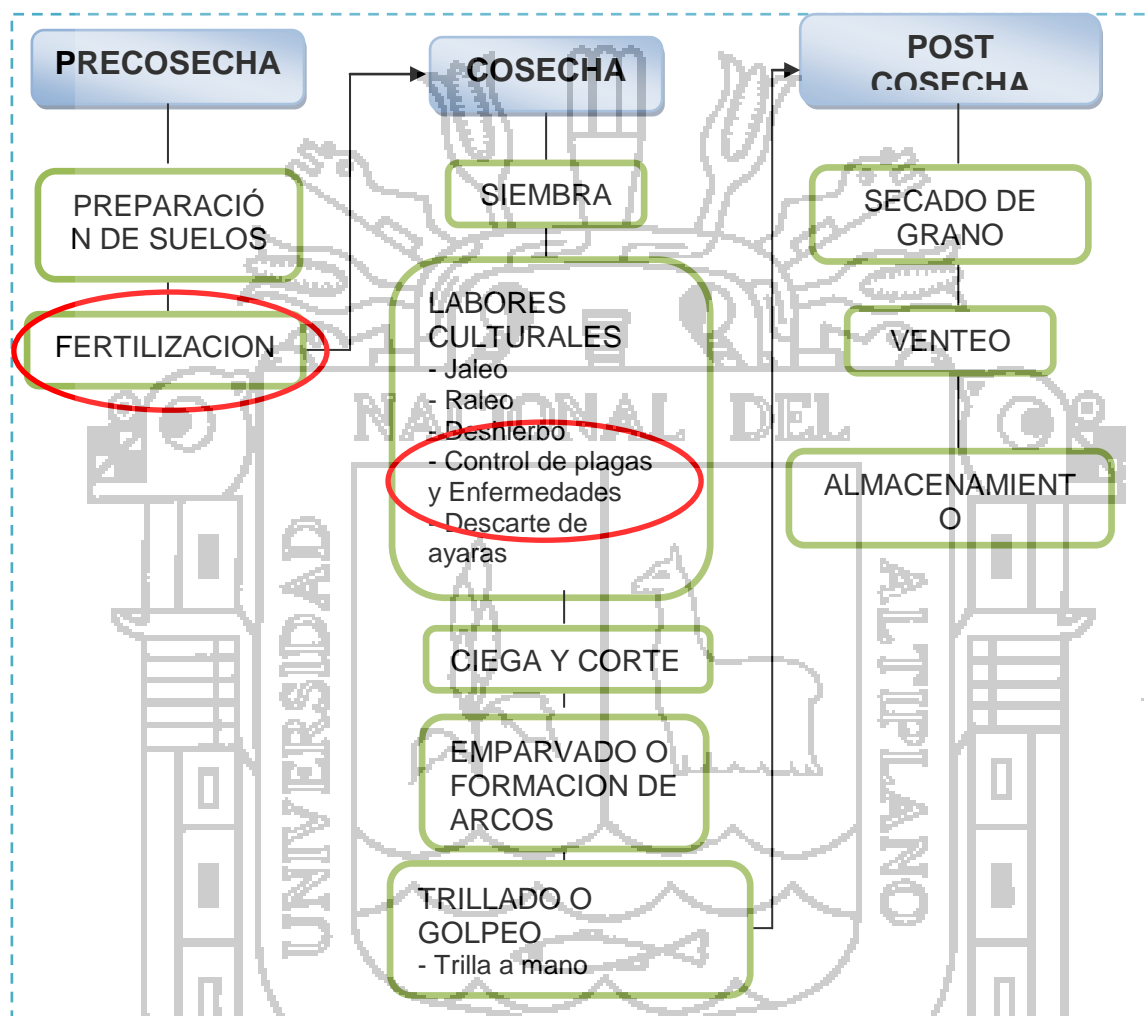 PRECOSECHA
PREPARACIÓ
N DE SUELOS
FERTILIZACION
COSECHA
SIEMBRA
LABORES
CULTURALES
- Jaleo
- Raleo
- Deshierbo
- Control de plagas
y Enfermedades
- Descarte de
ayaras
CIEGA Y CORTE
EMPARVADO O
FORMACION DE
ARCOS
TRILLADO O
GOLPEO
- Trilla a mano
POST
COSECHA
SECADO DE
GRANO
VENTEO
ALMACENAMIENT
O
UNIVERSIDAD
NACIONAL DEL
ALTIPLANO